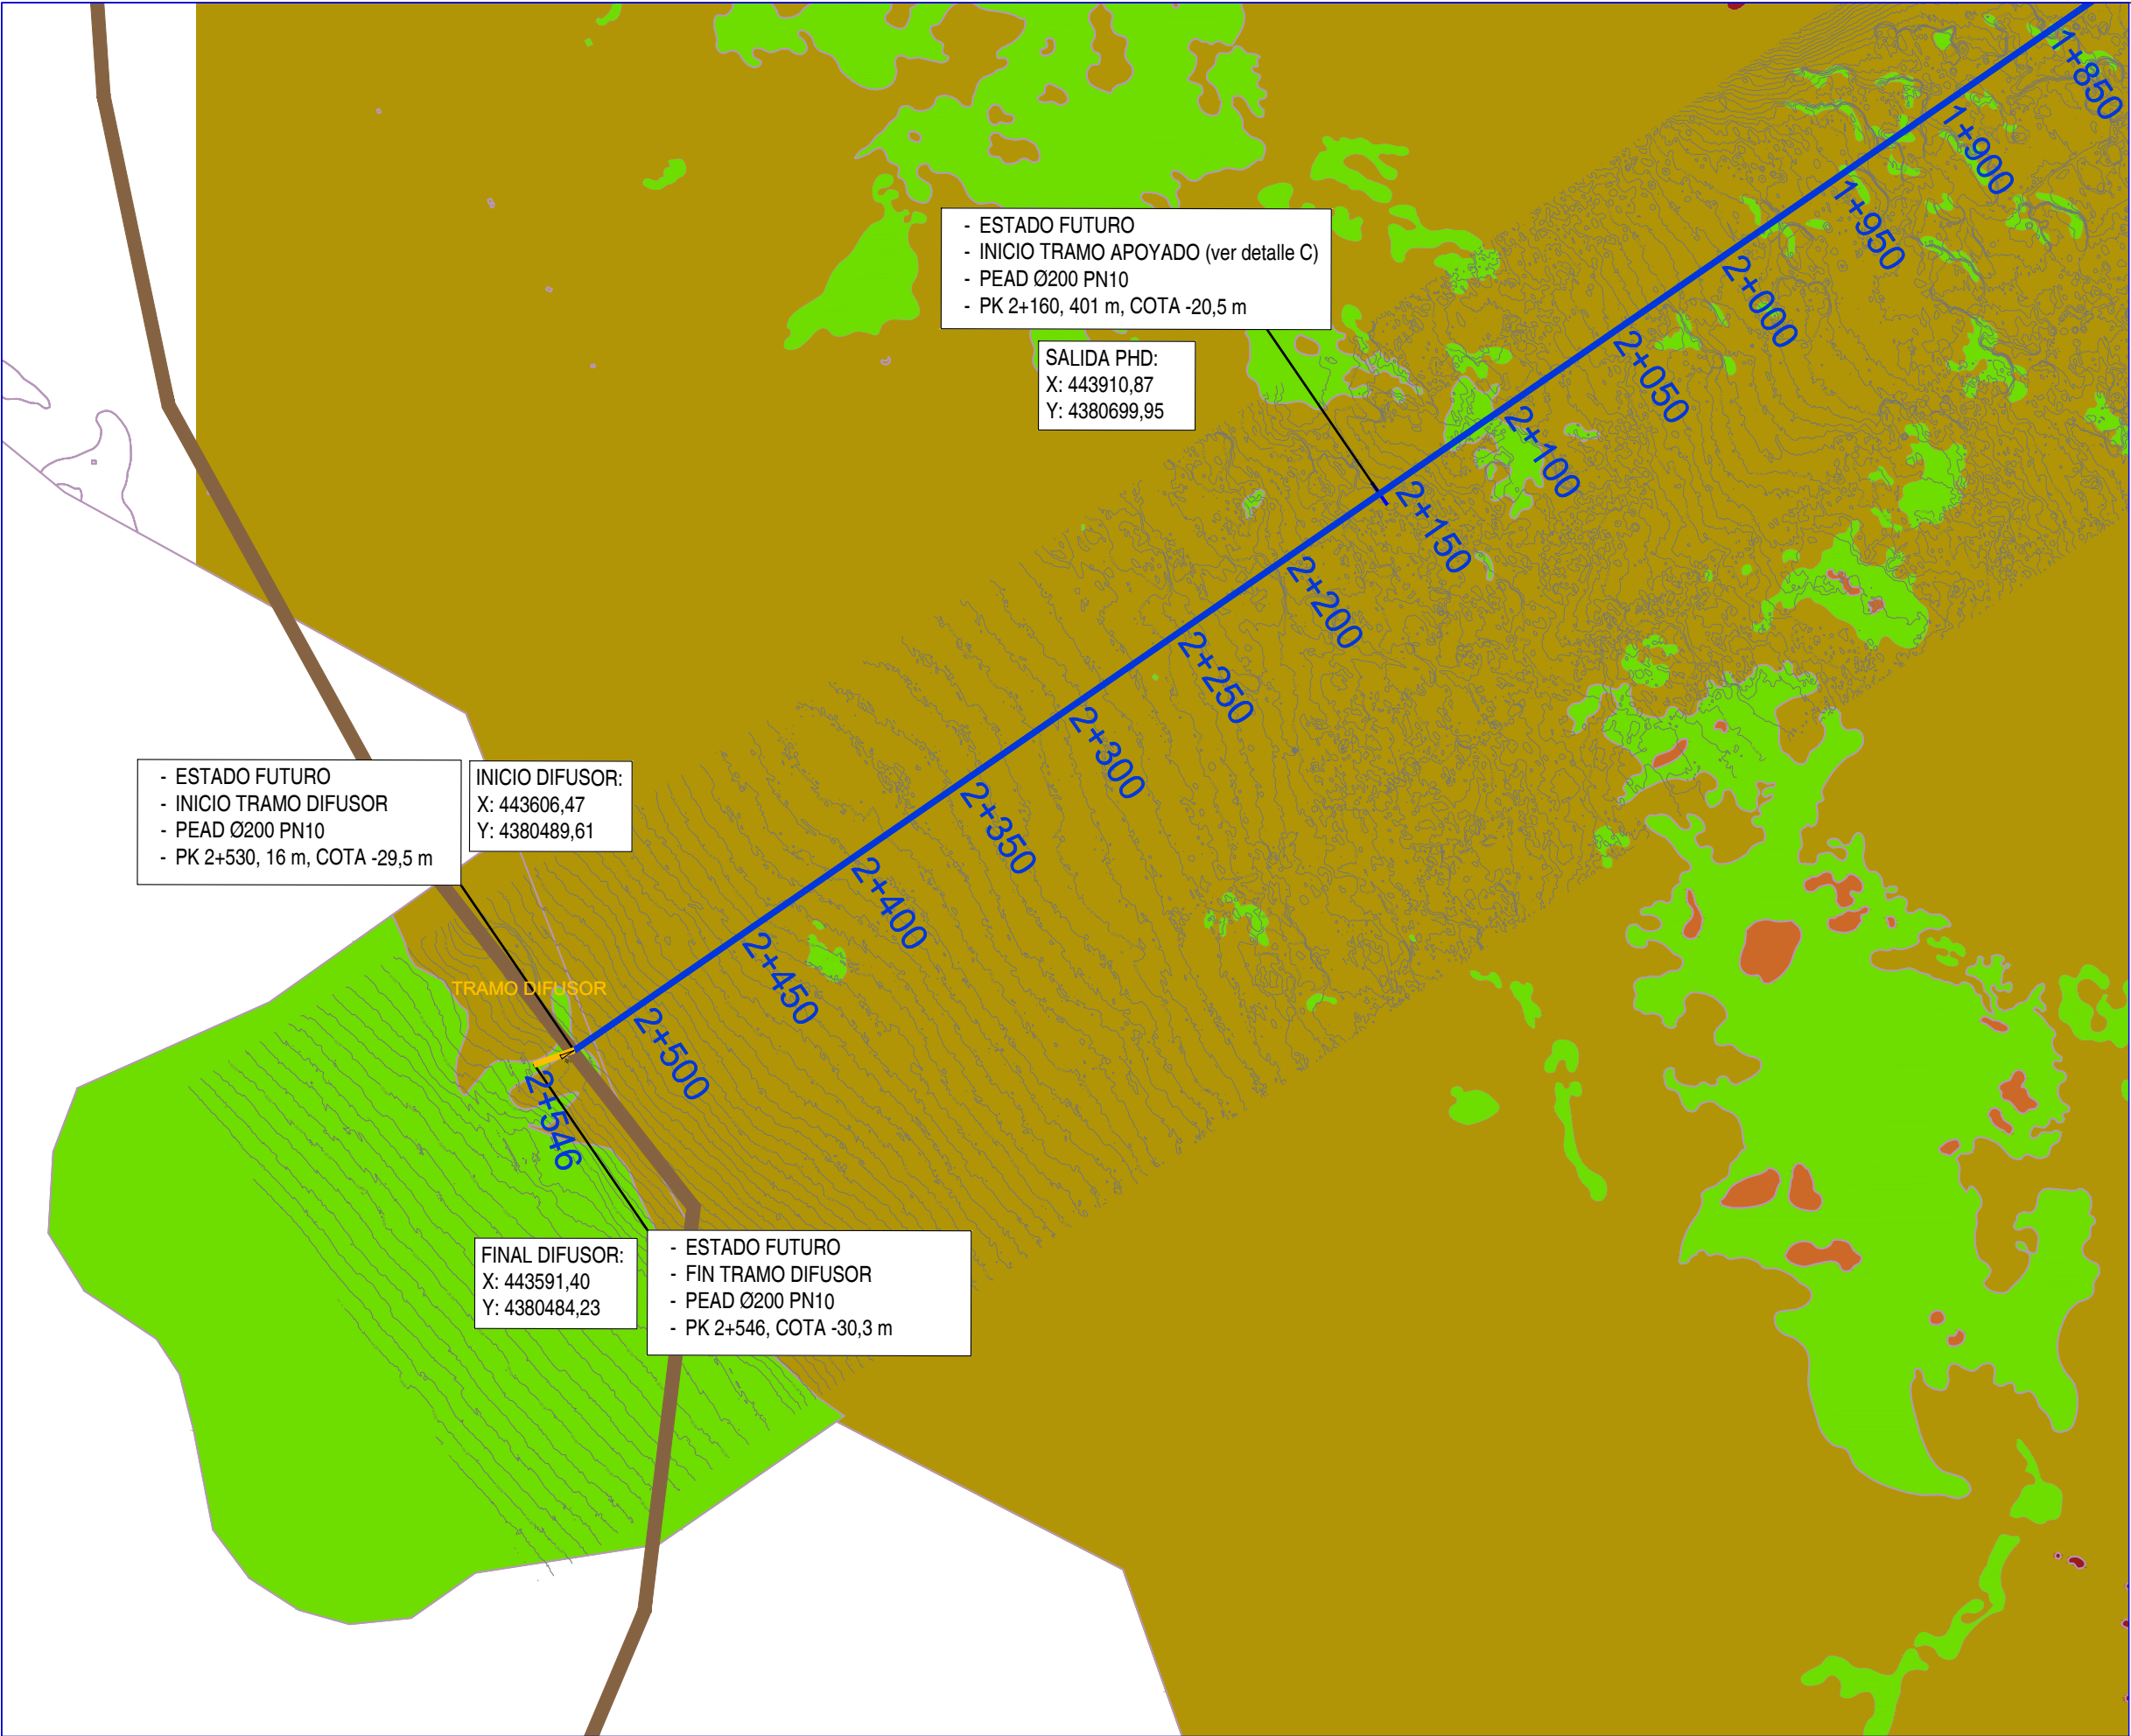 1+850
1+900
1+950
2+000
2+050
2+100
2+150
2+200
2+250
2+300
2+350
2+400
2+450
2+500
2+546
- ESTADO FUTURO
- INICIO TRAMO APOYADO (ver detalle C)
- PEAD Ø200 PN10
- PK 2+160, 401 m, COTA -20,5 m
SALIDA PHD:
X: 443910,87
Y: 4380699,95
- ESTADO FUTURO
- INICIO TRAMO DIFUSOR
- PEAD Ø200 PN10
- PK 2+530, 16 m, COTA -29,5 m
INICIO DIFUSOR:
X: 443606,47
Y: 4380489,61
TRAMO DIFUSOR
FINAL DIFUSOR:
X: 443591,40
Y: 4380484,23
- ESTADO FUTURO
- FIN TRAMO DIFUSOR
- PEAD Ø200 PN10
- PK 2+546, COTA -30,3 m